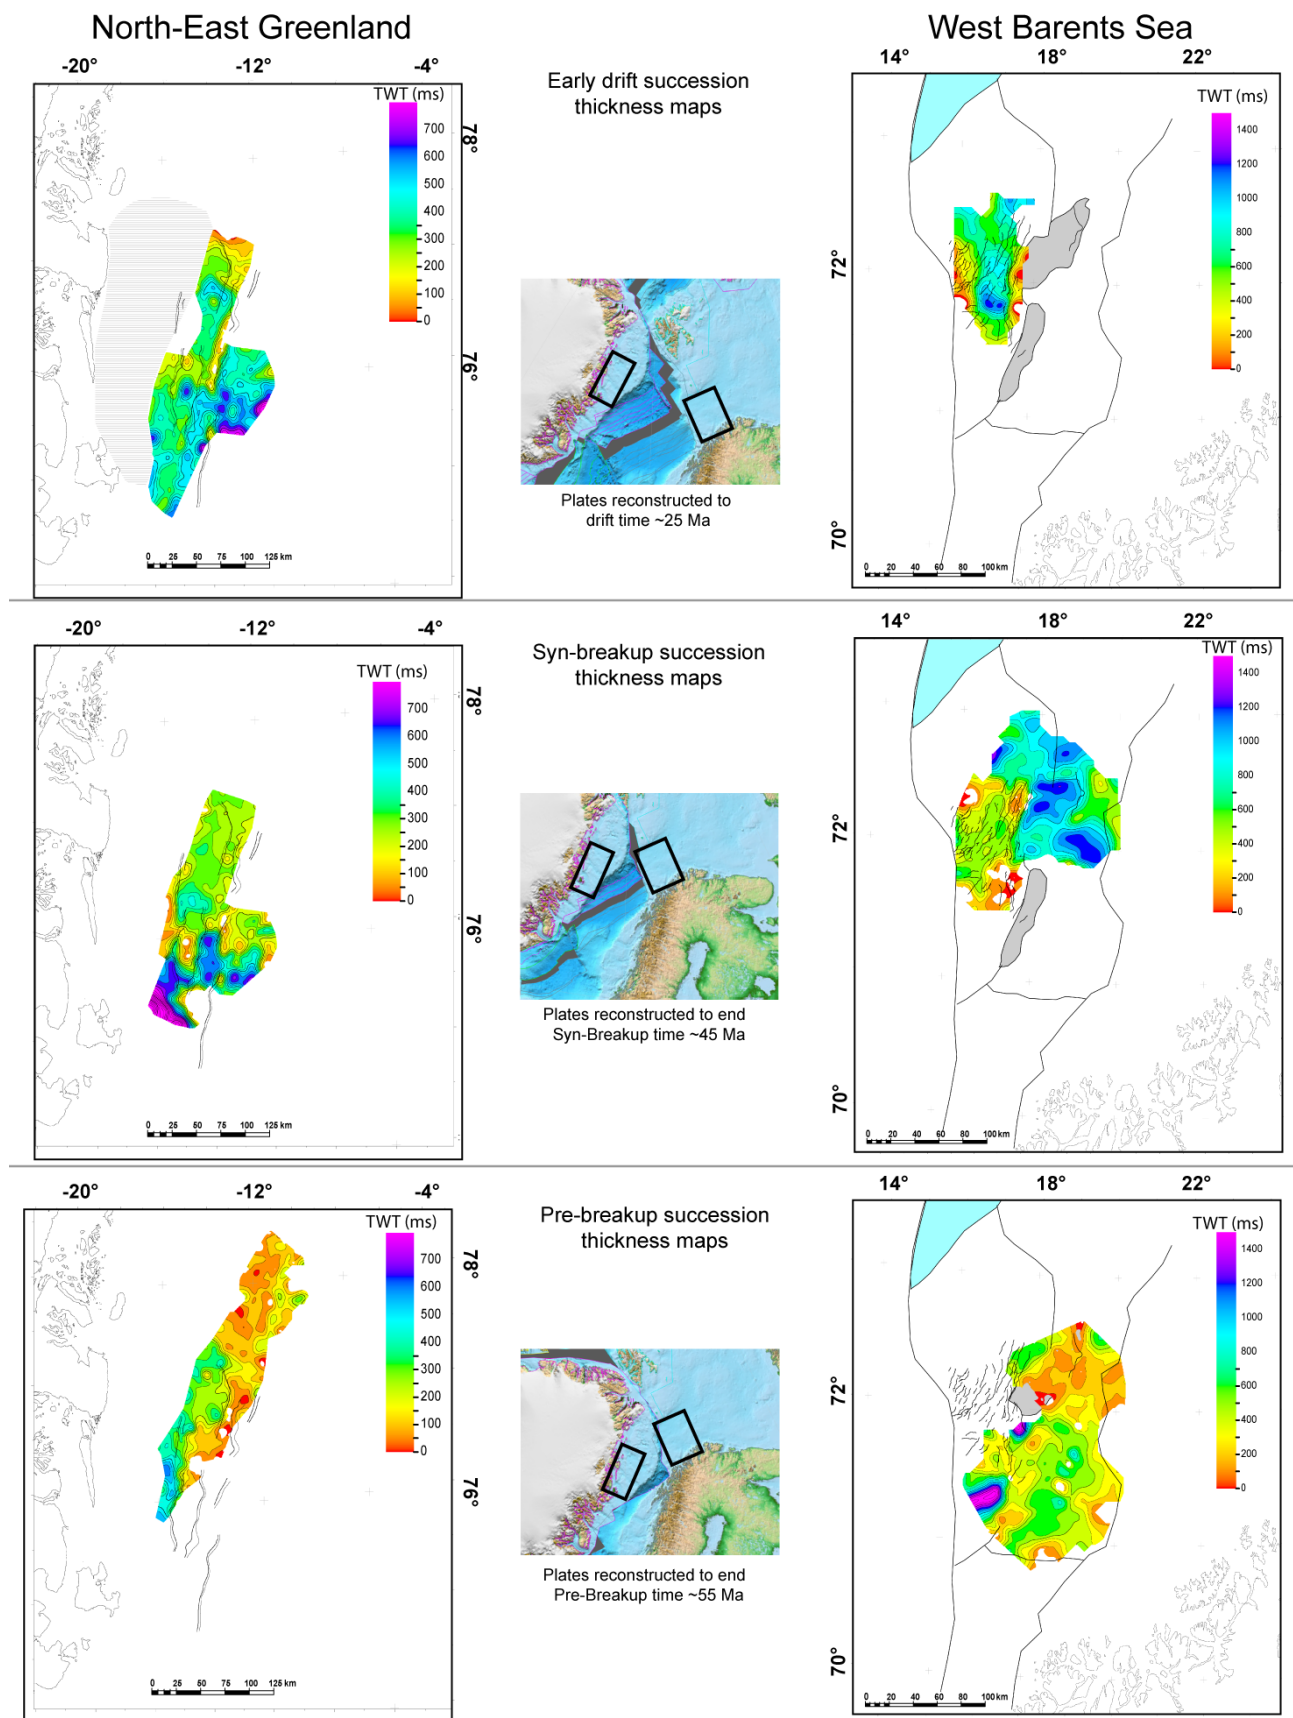 North-East Greenland
West Barents Sea
-20° -12° -4°
Early drift succession
thickness maps
14° 18° 22°
TWT (ms)
700
600
500
400
300
200
100
0
78°
76°
0 25 50 75 100 125 km
Plates reconstructed to
drift time ~25 Ma
TWT (ms)
1400
1200
1000
800
600
400
200
0
72°
70°
0 20 40 60 80 100km
-20° -12° -4°
Syn-breakup succession
thickness maps
14° 18° 22°
TWT (ms)
700
600
500
400
300
200
100
0
78°
76°
0 25 50 75 100 125 km
Plates reconstructed to end
Syn-Breakup time ~45 Ma
TWT (ms)
1400
1200
1000
800
600
400
200
0
72°
70°
0 20 40 60 80 100km
-20° -12° -4°
Pre-breakup succession
thickness maps
14° 18° 22°
TWT (ms)
700
600
500
400
300
200
100
0
78°
76°
0 25 50 75 100 125 km
Plates reconstructed to end
Pre-Breakup time ~55 Ma
TWT (ms)
1400
1200
1000
800
600
400
200
0
72°
70°
0 20 40 60 80 100km